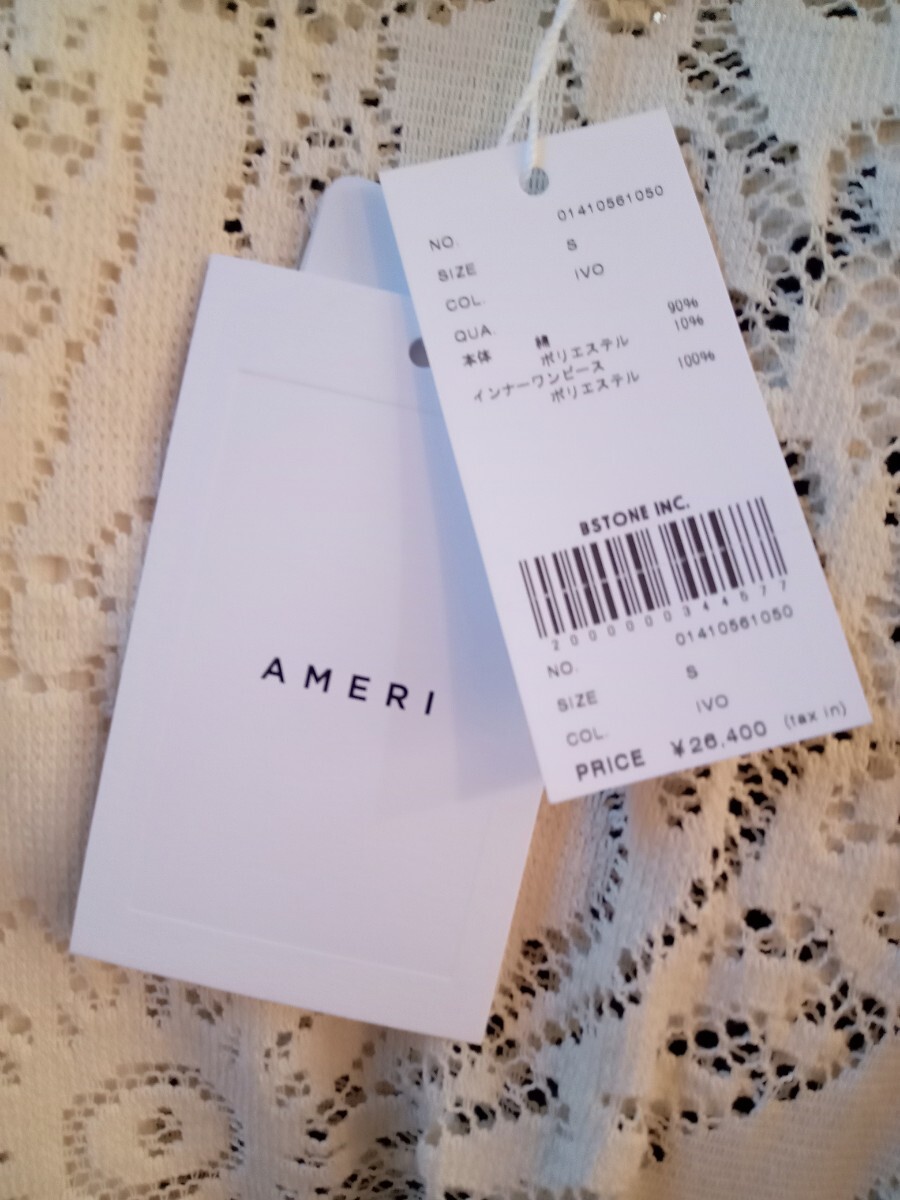 AMERI
NO. 01410561050
SIZE S
COL. IVO
QUA.
本体 綿 90%
ポリエステル 10%
インナーワンピース
ポリエステル 100%
BSTONE INC.
2000000344577
NO. 01410561050
SIZE S
COL. IVO
PRICE ¥26,400 (tax in)